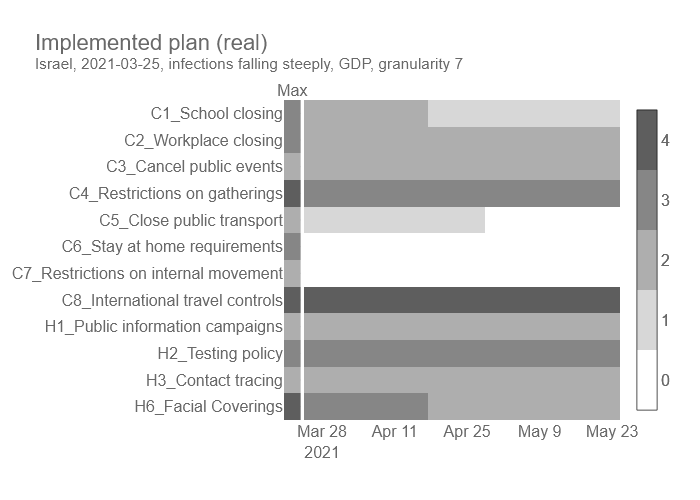 Implemented plan (real)
Israel, 2021-03-25, infections falling steeply, GDP, granularity 7
Max
C1_School closing
C2_Workplace closing
C3_Cancel public events
C4_Restrictions on gatherings
C5_Close public transport
C6_Stay at home requirements
C7_Restrictions on internal movement
C8_International travel controls
H1_Public information campaigns
H2_Testing policy
H3_Contact tracing
H6_Facial Coverings
4
3
2
1
0
Mar 28 Apr 11 Apr 25 May 9 May 23
2021